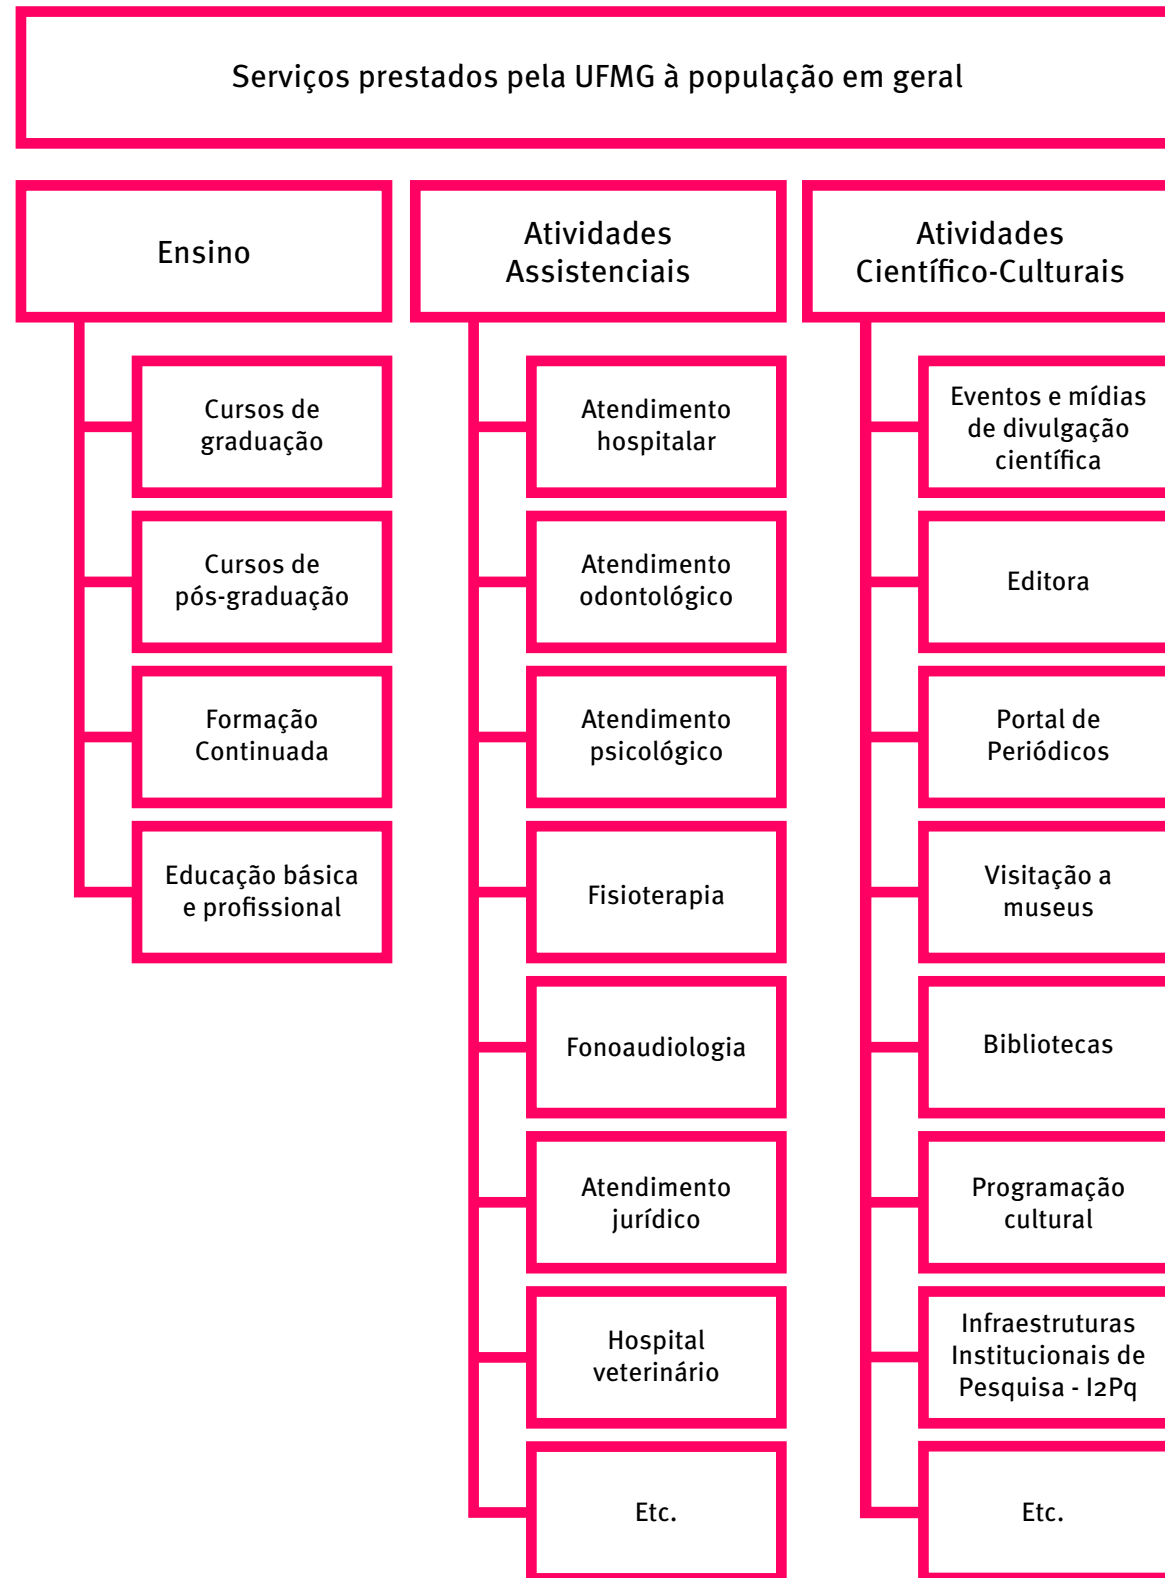 Serviços prestados pela UFMG à população em geral
Ensino
Cursos de
graduação
Cursos de
pós-graduação
Formação
Continuada
Educação básica
e profissional
Atividades
Assistenciais
Atendimento
hospitalar
Atendimento
odontológico
Atendimento
psicológico
Fisioterapia
Fonoaudiologia
Atendimento
jurídico
Hospital
veterinário
Etc.
Atividades
Científico-Culturais
Eventos e mídias
de divulgação
científica
Editora
Portal de
Periódicos
Visitação a
museus
Bibliotecas
Programação
cultural
Infraestruturas
Institucionais de
Pesquisa - I2Pq
Etc.